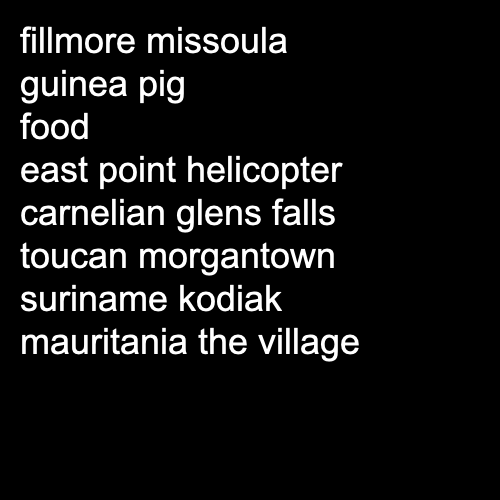 fillmore missoula
guinea pig
food
east point helicopter
carnelian glens falls
toucan morgantown
suriname kodiak
mauritania the village